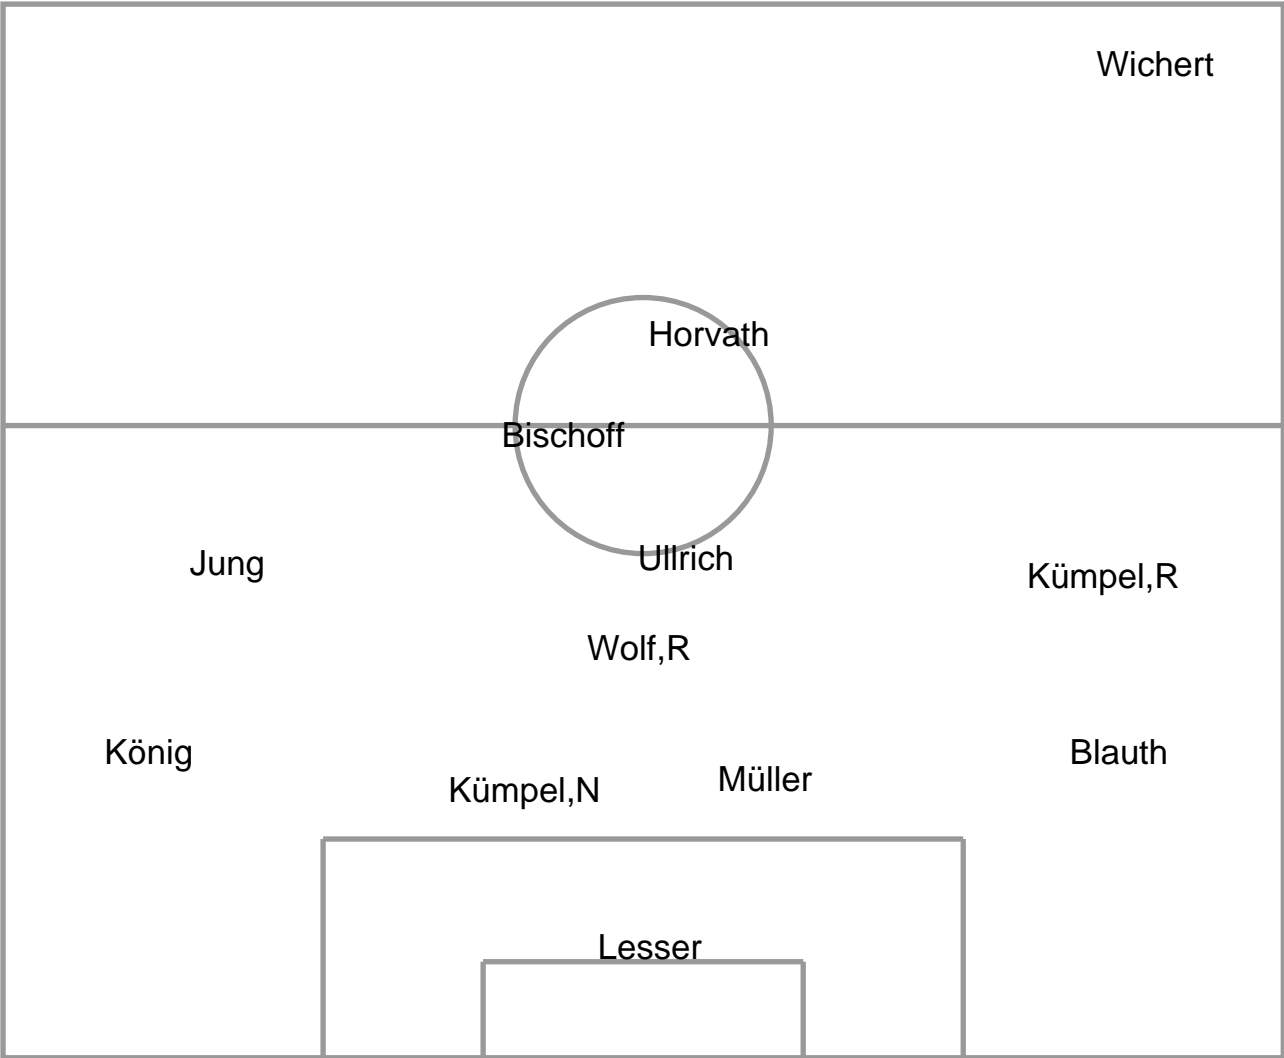 Wichert
Horvath
Bischoff
Jung
Ullrich
Kümpel,R
Wolf,R
König
Blauth
Kümpel,N
Müller
Lesser